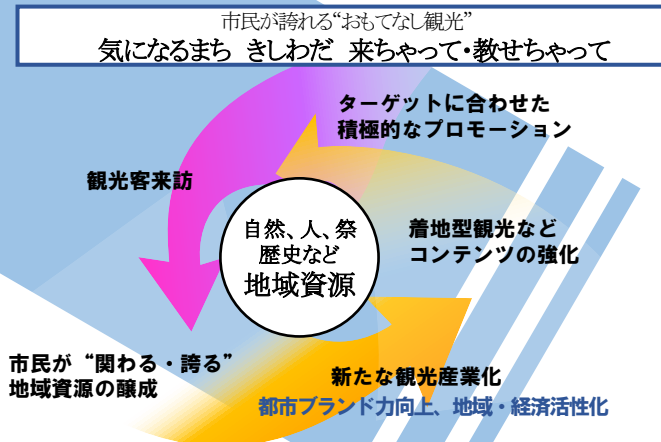 市民が誇れる“おもてなし観光”
気になるまち きしわだ 来ちゃって・教せちゃって
ターゲットに合わせた
積極的なプロモーション
観光客来訪
自然、人、祭
歴史など
地域資源
着地型観光など
コンテンツの強化
市民が“関わる・誇る”
地域資源の醸成
新たな観光産業化
都市ブランド力向上、地域・経済活性化